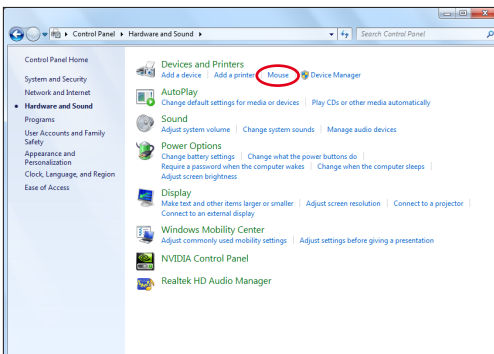 Control Panel ▸ Hardware and Sound ▸
Search Control Panel
Control Panel Home
System and Security
Network and Internet
Hardware and Sound
Programs
User Accounts and Family
Safety
Appearance and
Personalization
Clock, Language, and Region
Ease of Access
Devices and Printers
Add a device | Add a printer | Mouse | Device Manager
AutoPlay
Change default settings for media or devices | Play CDs or other media automatically
Sound
Adjust system volume | Change system sounds | Manage audio devices
Power Options
Change battery settings | Change what the power buttons do |
Require a password when the computer wakes | Change when the computer sleeps |
Adjust screen brightness
Display
Make text and other items larger or smaller | Adjust screen resolution | Connect to a projector |
Connect to an external display
Windows Mobility Center
Adjust commonly used mobility settings | Adjust settings before giving a presentation
NVIDIA Control Panel
Realtek HD Audio Manager